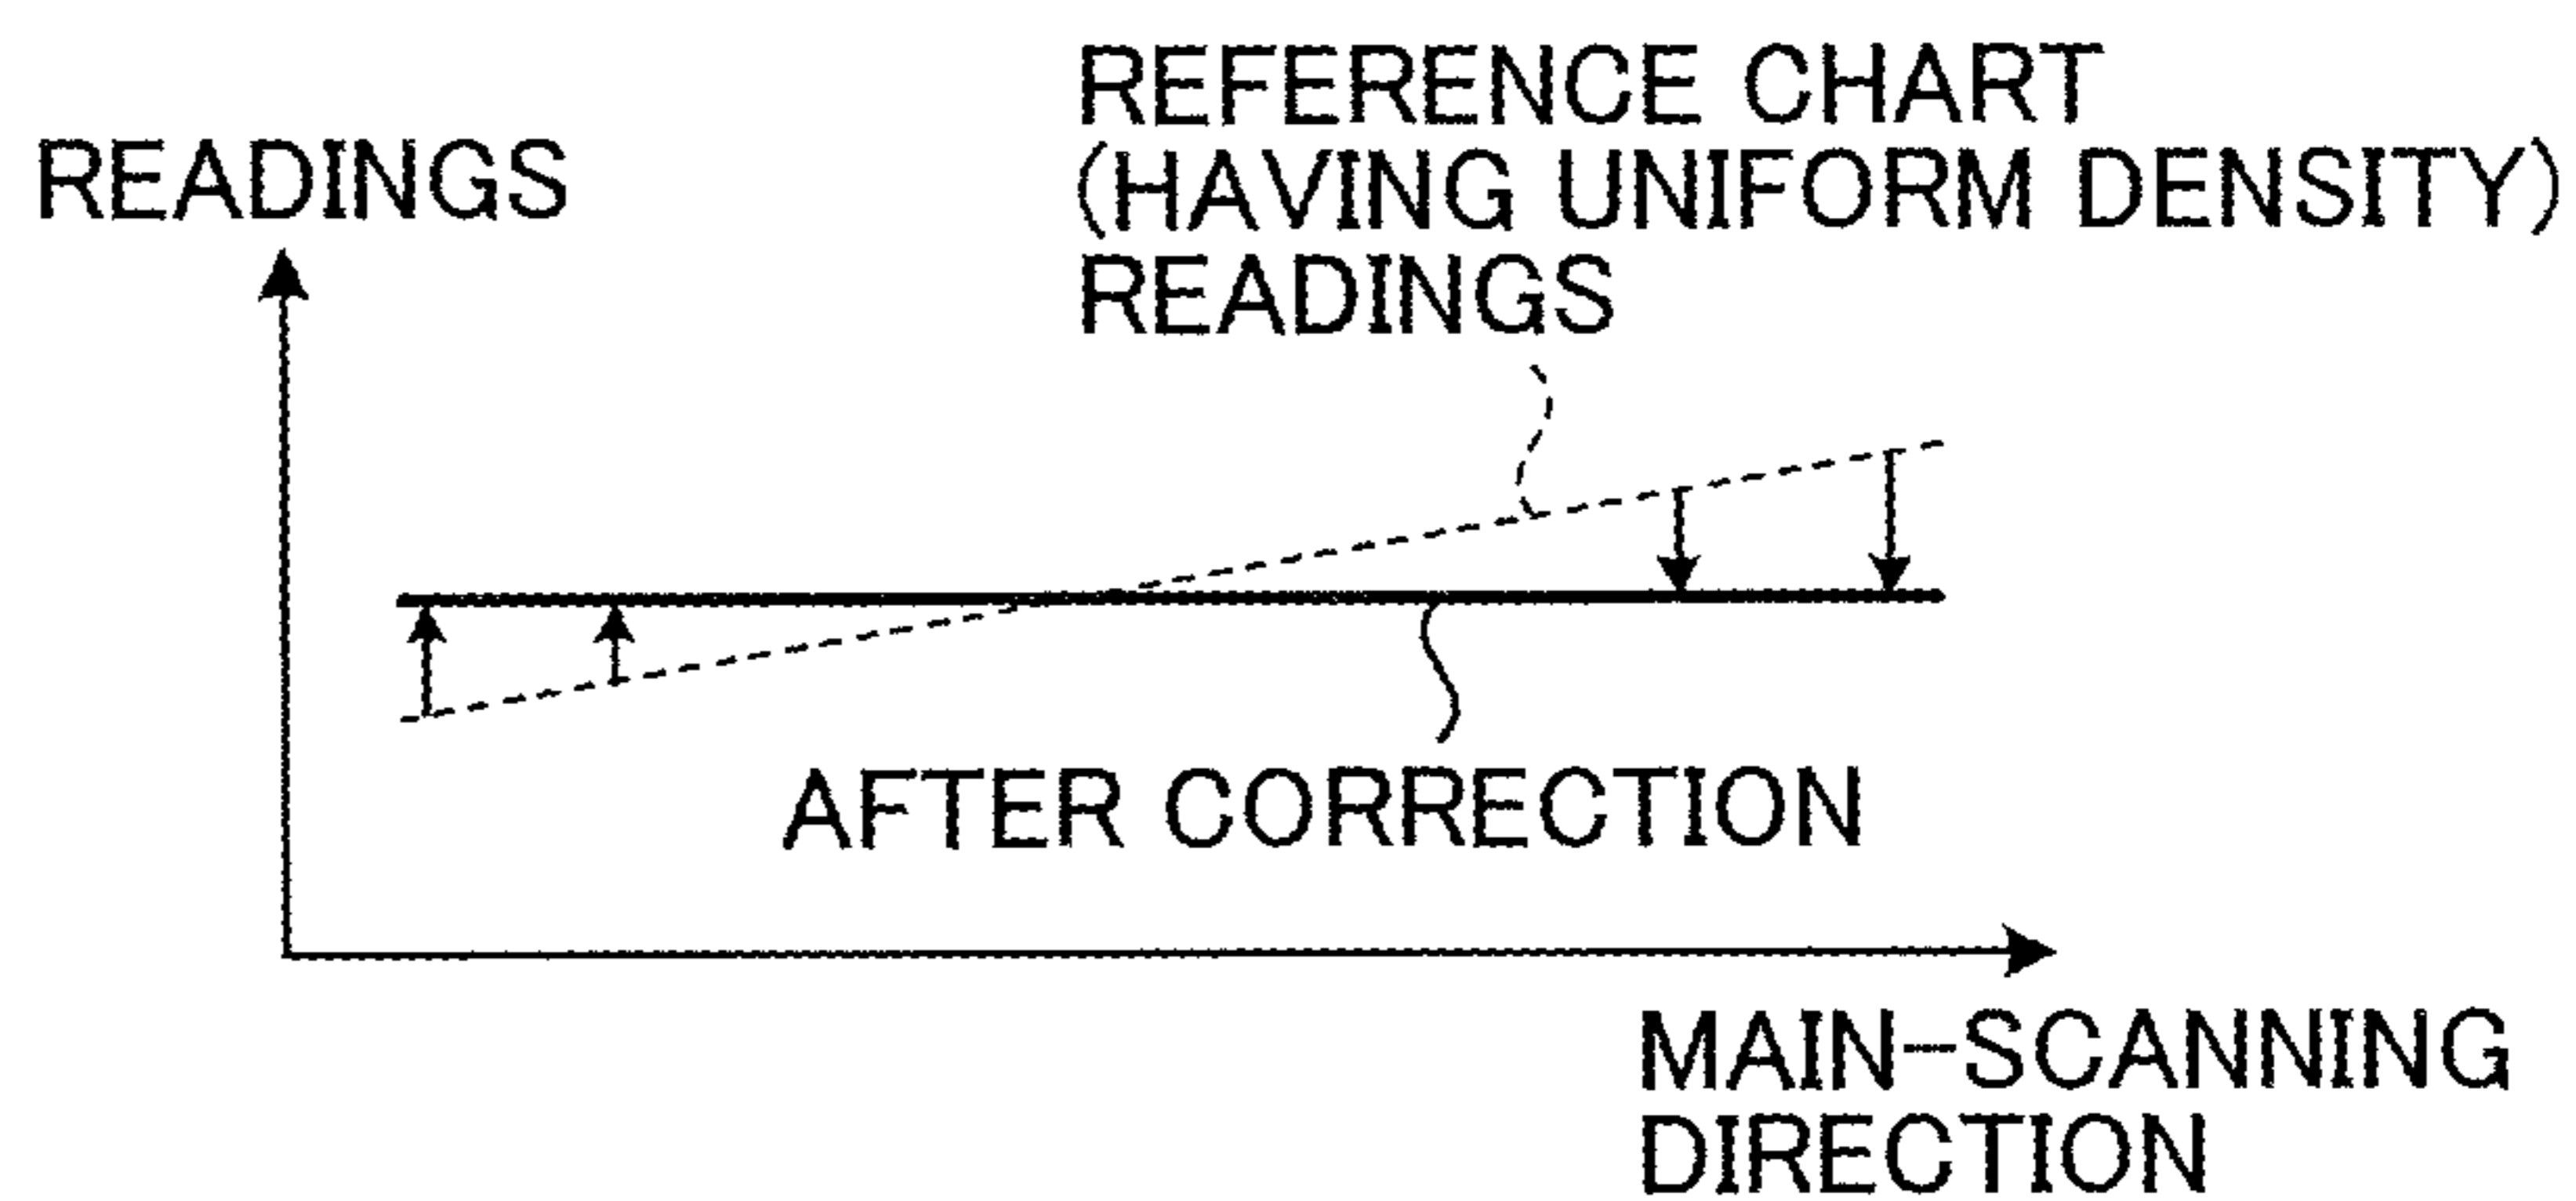 READINGS
REFERENCE CHART
(HAVING UNIFORM DENSITY)
READINGS
AFTER CORRECTION
MAIN-SCANNING
DIRECTION